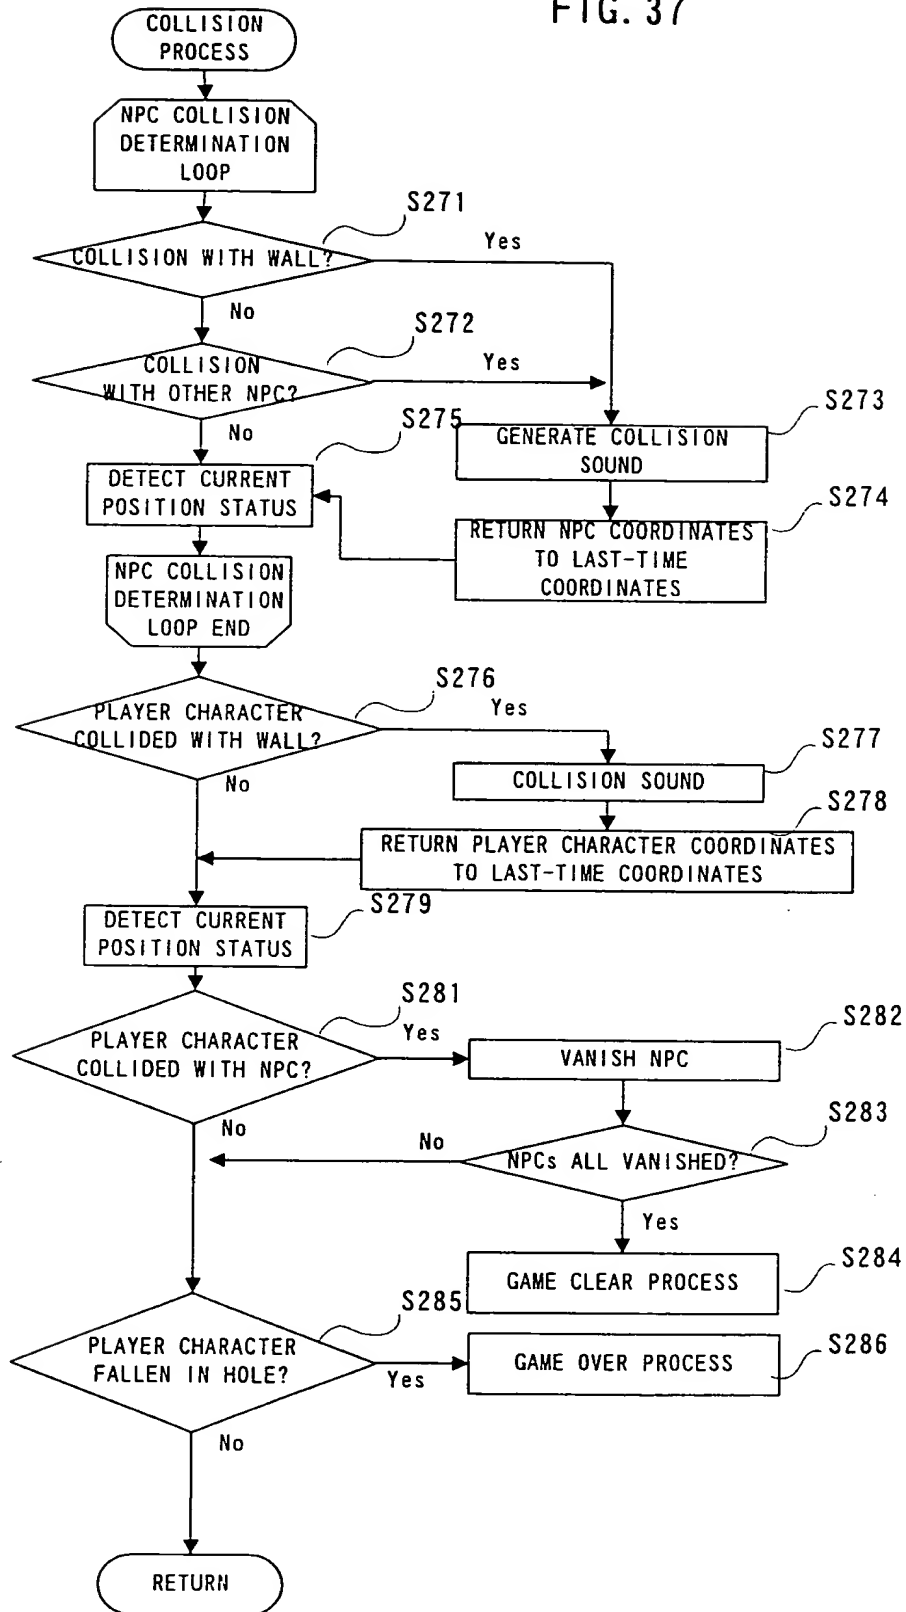 FIG. 37
COLLISION
PROCESS
NPC COLLISION
DETERMINATION
LOOP
S271
COLLISION WITH WALL?
Yes
No
S272
COLLISION
WITH OTHER NPC?
Yes
No
S273
GENERATE COLLISION
SOUND
S275
DETECT CURRENT
POSITION STATUS
S274
RETURN NPC COORDINATES
TO LAST-TIME
COORDINATES
NPC COLLISION
DETERMINATION
LOOP END
S276
PLAYER CHARACTER
COLLIDED WITH WALL?
Yes
No
S277
COLLISION SOUND
S278
RETURN PLAYER CHARACTER COORDINATES
TO LAST-TIME COORDINATES
S279
DETECT CURRENT
POSITION STATUS
S281
PLAYER CHARACTER
COLLIDED WITH NPC?
Yes
No
S282
VANISH NPC
S283
NPCs ALL VANISHED?
No
Yes
S284
GAME CLEAR PROCESS
S285
PLAYER CHARACTER
FALLEN IN HOLE?
Yes
No
S286
GAME OVER PROCESS
RETURN